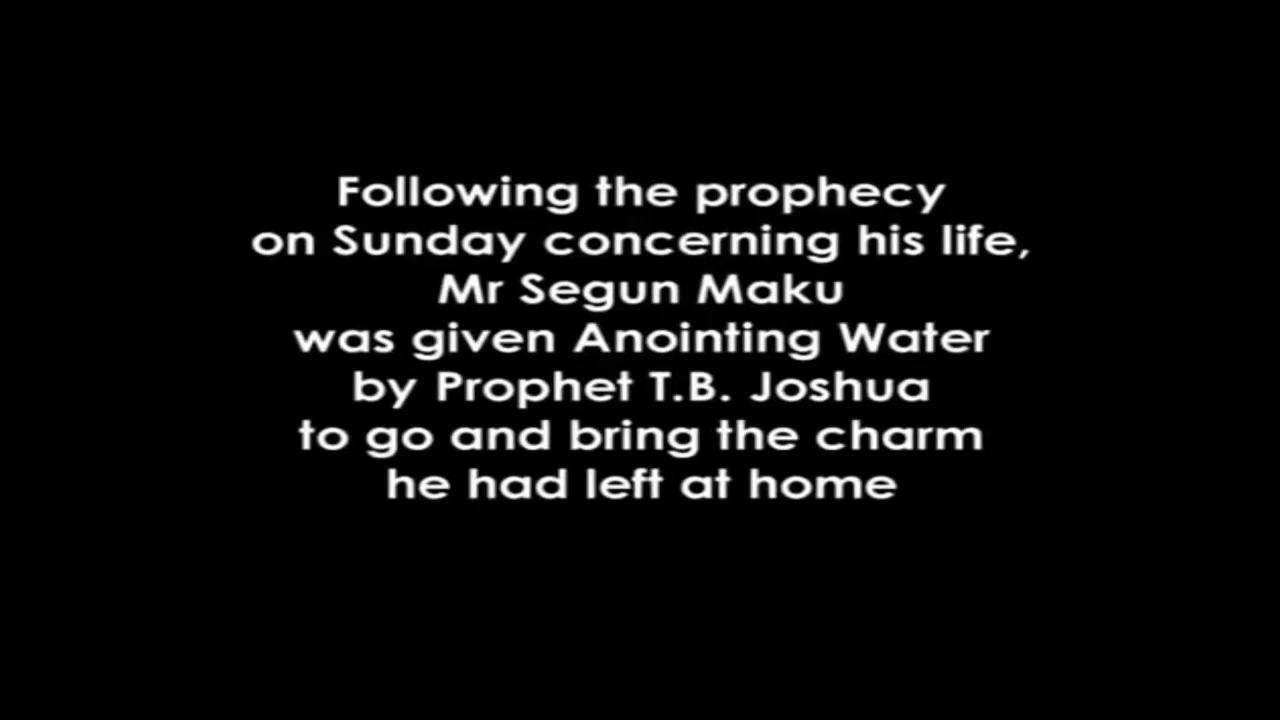 Following the prophecy
on Sunday concerning his life,
Mr Segun Maku
was given Anointing Water
by Prophet T.B. Joshua
to go and bring the charm
he had left at home